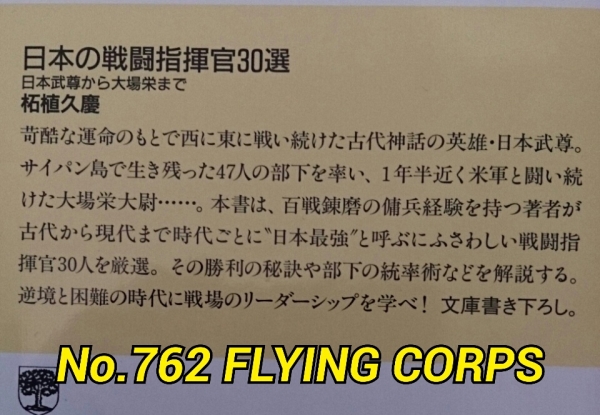 日本の戦闘指揮官30選
日本武尊から大場栄まで
柘植久慶
苛酷な運命のもとで西に東に戦い続けた古代神話の英雄・日本武尊。
サイパン島で生き残った47人の部下を率い、1年半近く米軍と闘い続
けた大場栄大尉……。本書は、百戦錬磨の傭兵経験を持つ著者が
古代から現代まで時代ごとに〝日本最強〟と呼ぶにふさわしい戦闘指
揮官30人を厳選。その勝利の秘訣や部下の統率術などを解説する。
逆境と困難の時代に戦場のリーダーシップを学べ! 文庫書き下ろし。
No.762 FLYING CORPS